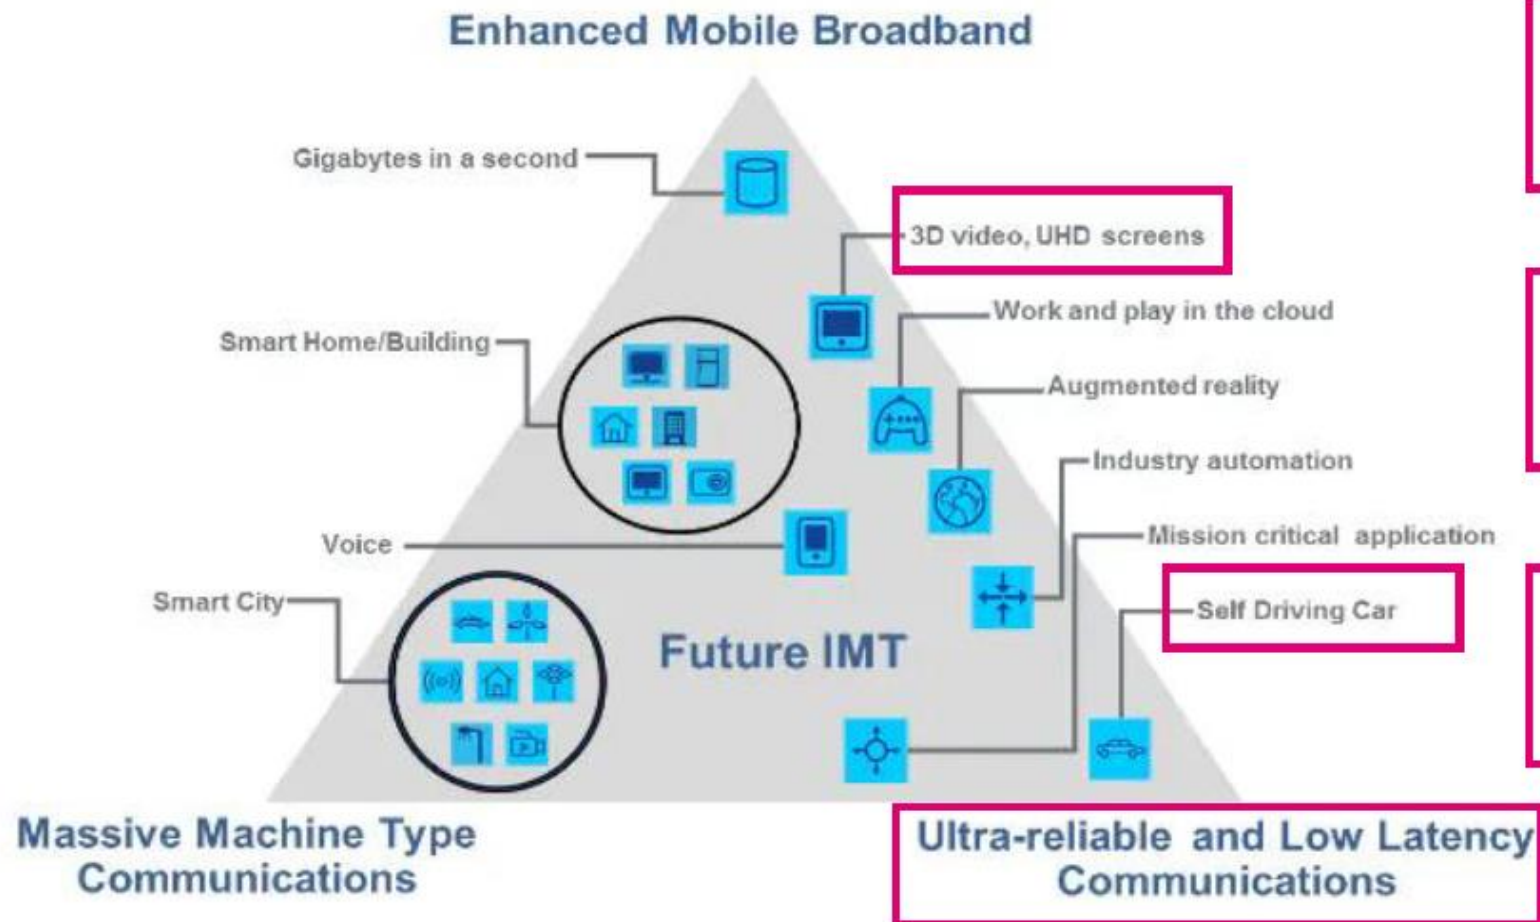 Enhanced Mobile Broadband
Gigabytes in a second
3D video, UHD screens
Work and play in the cloud
Smart Home/Building
Augmented reality
Industry automation
Mission critical application
Voice
Smart City
Self Driving Car
Future IMT
Massive Machine Type
Communications
Ultra-reliable and Low Latency
Communications